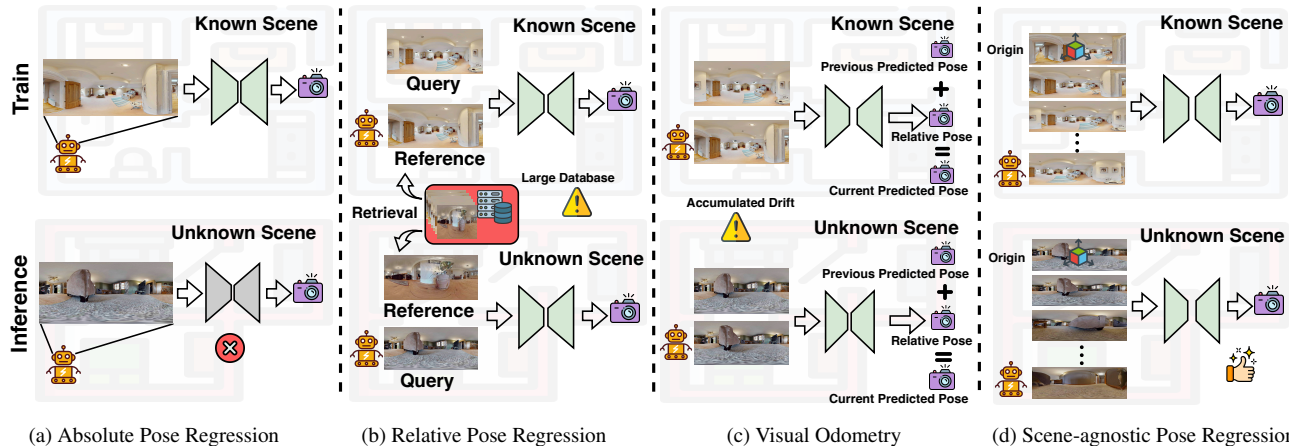 Train
Known Scene
Inference
Unknown Scene
(a) Absolute Pose Regression
Known Scene
Query
Reference
Large Database
Retrieval
Unknown Scene
Reference
Query
(b) Relative Pose Regression
Known Scene
Previous Predicted Pose
+
Relative Pose
=
Current Predicted Pose
Accumulated Drift
Unknown Scene
Previous Predicted Pose
+
Relative Pose
=
Current Predicted Pose
(c) Visual Odometry
Known Scene
Origin
Unknown Scene
Origin
(d) Scene-agnostic Pose Regression